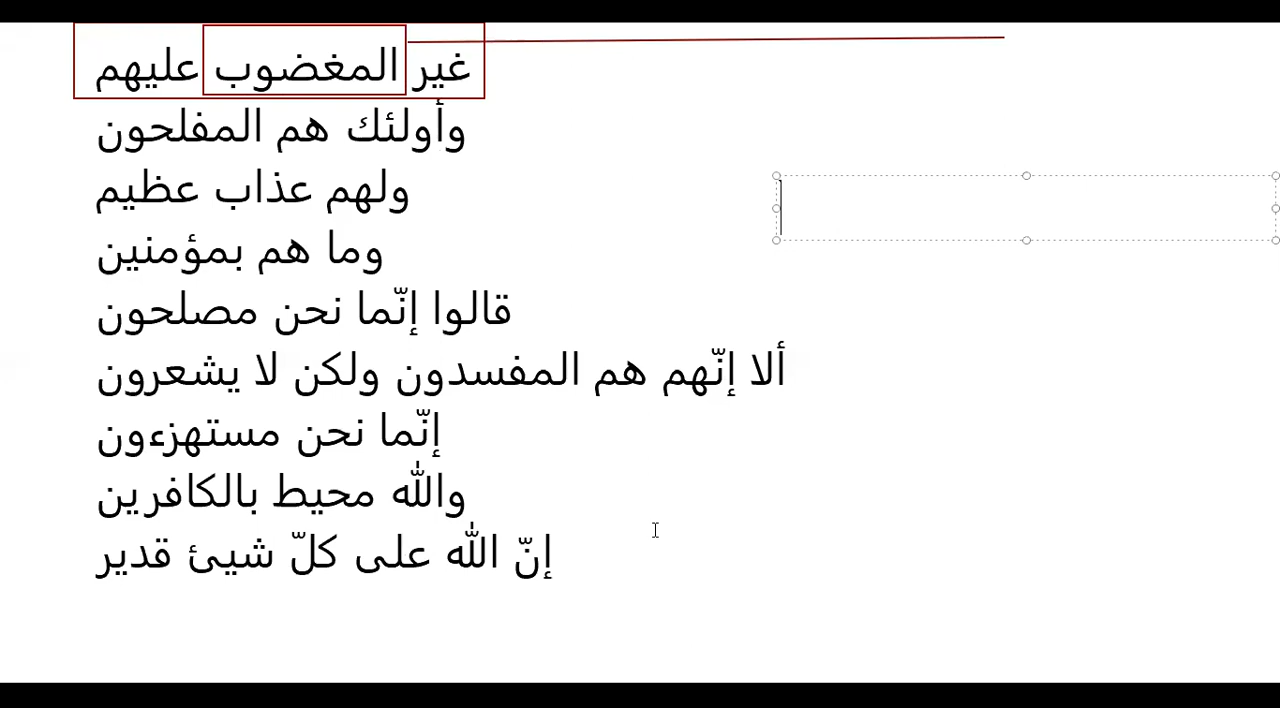 غير المغضوب عليهم
وأولئك هم المفلحون
ولهم عذاب عظيم
وما هم بمؤمنين
قالوا إنّما نحن مصلحون
ألا إنّهم هم المفسدون ولكن لا يشعرون
إنّما نحن مستهزءون
والله محيط بالكافرين
إنّ الله على كلّ شيئ قدير